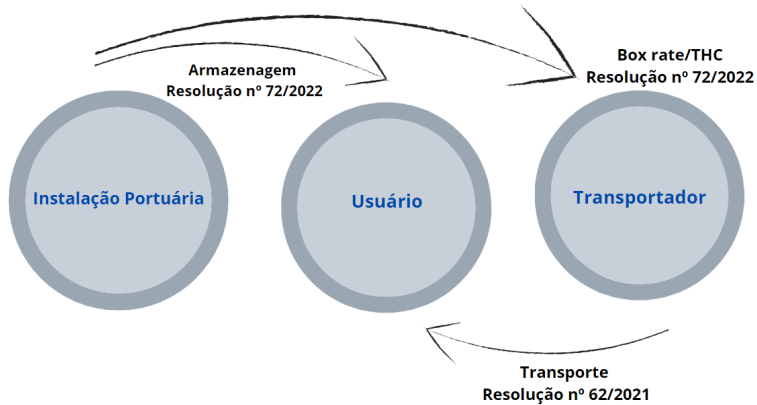 Armazenagem
Resolução nº 72/2022
Box rate/THC
Resolução nº 72/2022
Instalação Portuária
Usuário
Transportador
Transporte
Resolução nº 62/2021